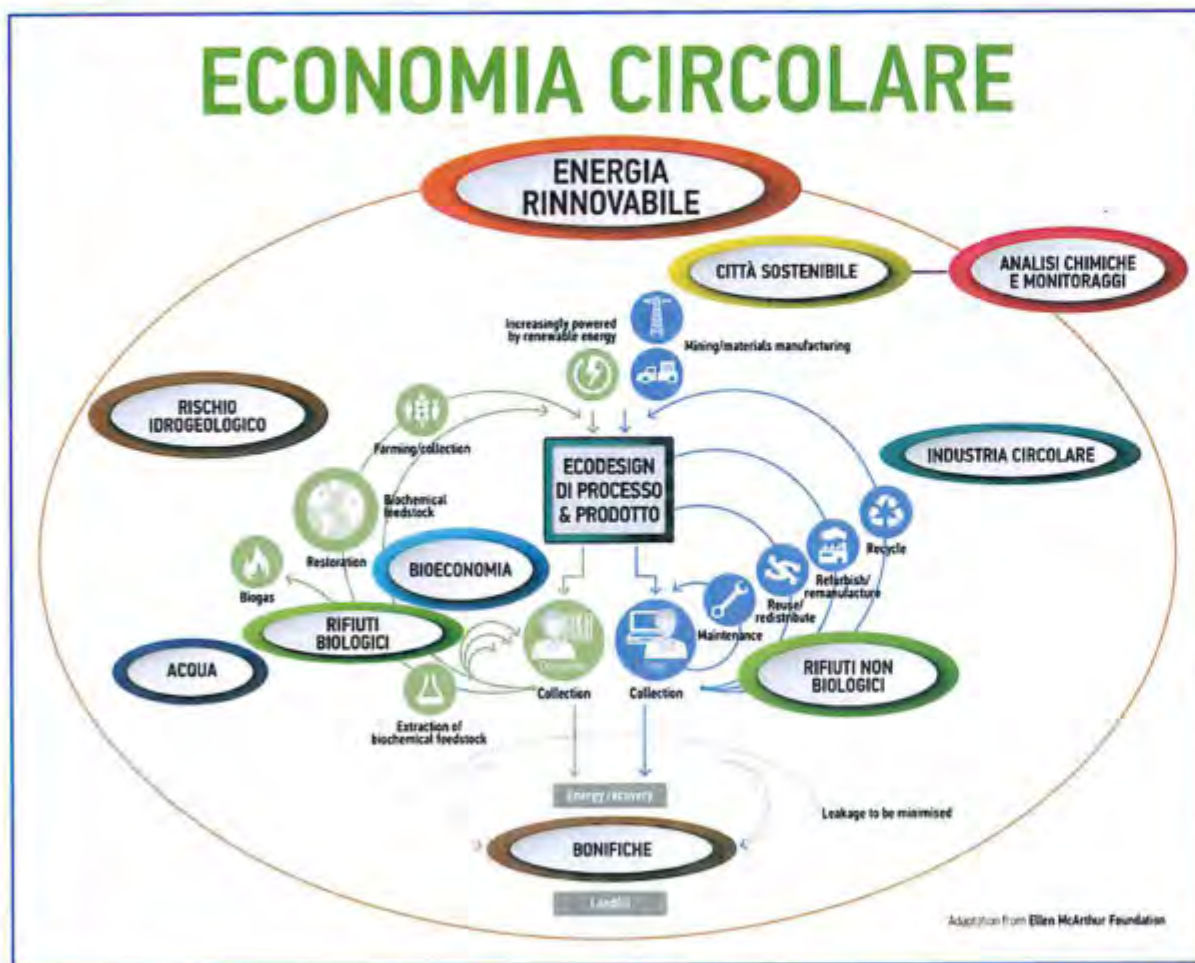 ECONOMIA CIRCOLARE
ENERGIA
RINNOVABILE
CITTÀ SOSTENIBILE
ANALISI CHIMICHE
E MONITORAGGI
Increasingly powered
by renewable energy
Mining/materials manufacturing
RISCHIO
IDROGEOLOGICO
Farming/collection
ECODESIGN
DI PROCESSO
& PRODOTTO
INDUSTRIA CIRCOLARE
Biochemical
feedstock
Restoration
BIOECONOMIA
Recycle
Refurbish/
remanufacture
Biogas
Reuse/
redistribute
RIFIUTI
BIOLOGICI
Maintenance
ACQUA
RIFIUTI NON
BIOLOGICI
Collection
Collection
Extraction of
biochemical feedstock
Energy recovery
Leakage to be minimised
BONIFICHE
Landfill
Adaptation from Ellen McArthur Foundation